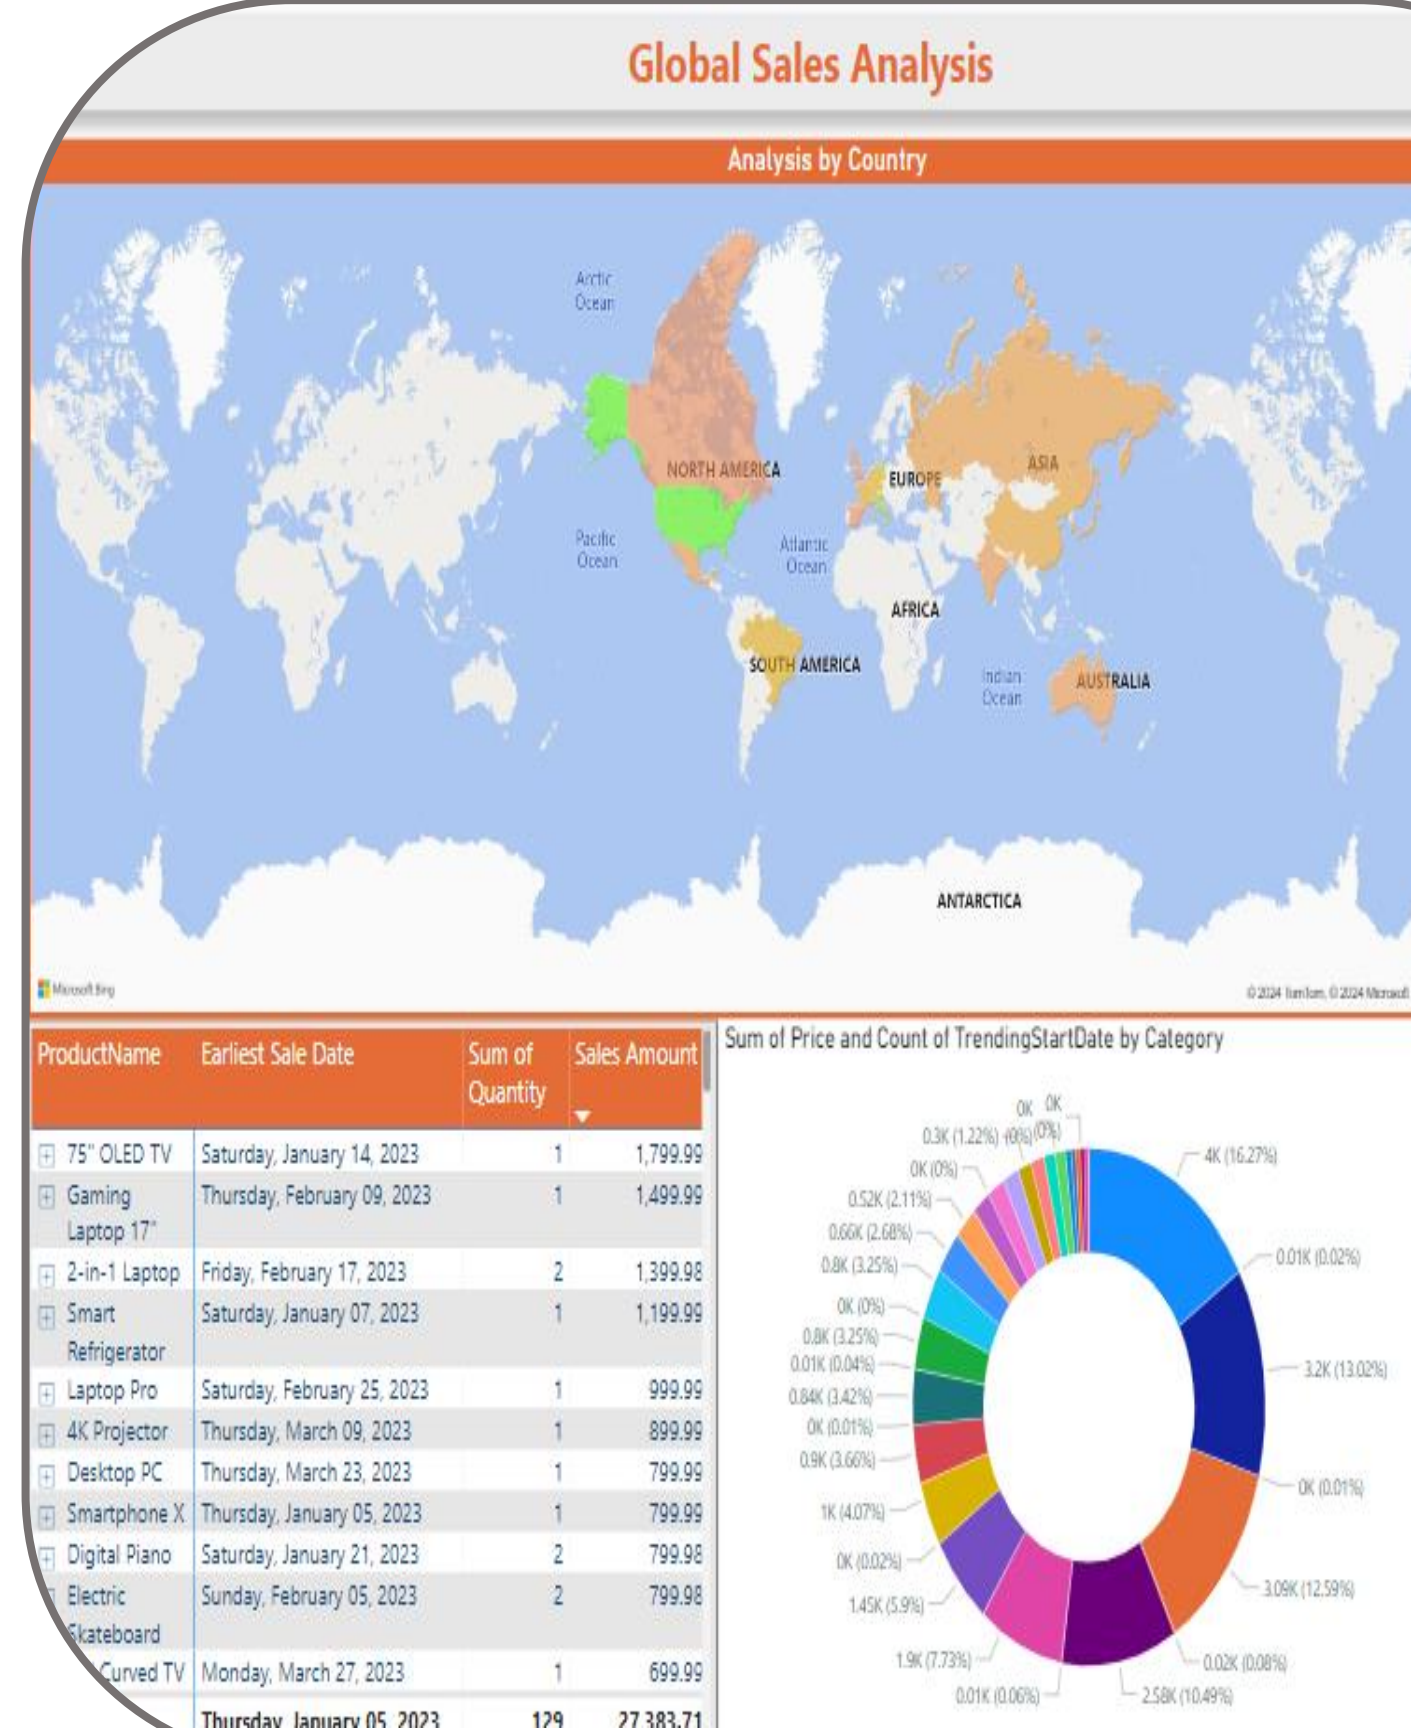 Global Sales Analysis
Analysis by Country
Arctic
Ocean
NORTH AMERICA
EUROPE
ASIA
Pacific
Ocean
Atlantic
Ocean
AFRICA
SOUTH AMERICA
Indian
Ocean
AUSTRALIA
ANTARCTICA
Microsoft Bing
© 2024 TomTom, © 2024 Microsoft
ProductName Earliest Sale Date Sum of Quantity Sales Amount
75" OLED TV Saturday, January 14, 2023 1 1,799.99
Gaming Laptop 17" Thursday, February 09, 2023 1 1,499.99
2-in-1 Laptop Friday, February 17, 2023 2 1,399.98
Smart Refrigerator Saturday, January 07, 2023 1 1,199.99
Laptop Pro Saturday, February 25, 2023 1 999.99
4K Projector Thursday, March 09, 2023 1 899.99
Desktop PC Thursday, March 23, 2023 1 799.99
Smartphone X Thursday, January 05, 2023 1 799.99
Digital Piano Saturday, January 21, 2023 2 799.98
Electric Skateboard Sunday, February 05, 2023 2 799.98
Curved TV Monday, March 27, 2023 1 699.99
Thursday, January 05, 2023 129 27,383.71
Sum of Price and Count of TrendingStartDate by Category
0K
0K
(0%)
0.3K (1.22%)
(0%)
4K (16.27%)
0K (0%)
0.52K (2.11%)
0.01K (0.02%)
0.66K (2.68%)
0.8K (3.25%)
0K (0%)
0.8K (3.25%)
0.01K (0.04%)
3.2K (13.02%)
0.84K (3.42%)
0K (0.01%)
0.9K (3.66%)
0K (0.01%)
1K (4.07%)
0K (0.02%)
3.09K (12.59%)
1.45K (5.9%)
1.9K (7.73%)
0.02K (0.08%)
0.01K (0.06%)
2.58K (10.49%)